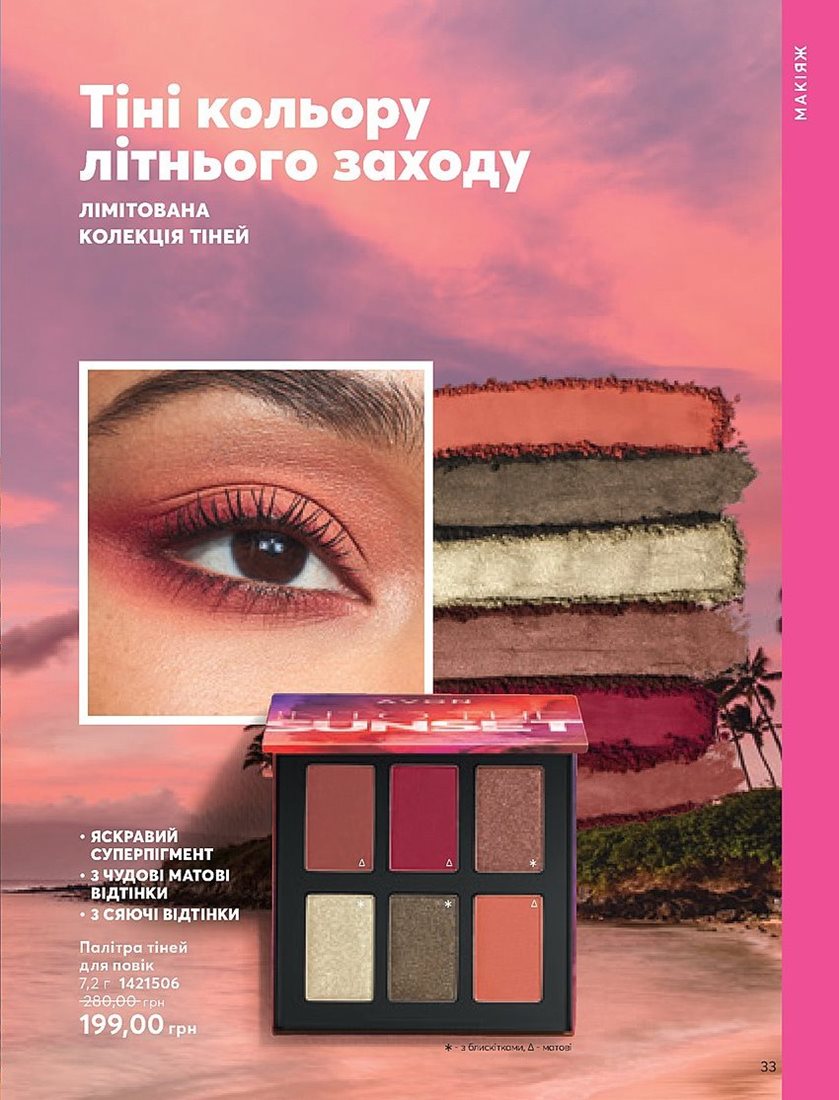 МАКІЯЖ
Тіні кольору
літнього заходу
ЛІМІТОВАНА
КОЛЕКЦІЯ ТІНЕЙ
AVON
SUNSET
• ЯСКРАВИЙ
СУПЕРПІГМЕНТ
• 3 ЧУДОВІ МАТОВІ
ВІДТІНКИ
• 3 СЯЮЧІ ВІДТІНКИ
Палітра тіней
для повік
7,2 г 1421506
280,00 грн
199,00 грн
* - з блискітками, Δ - матові
33